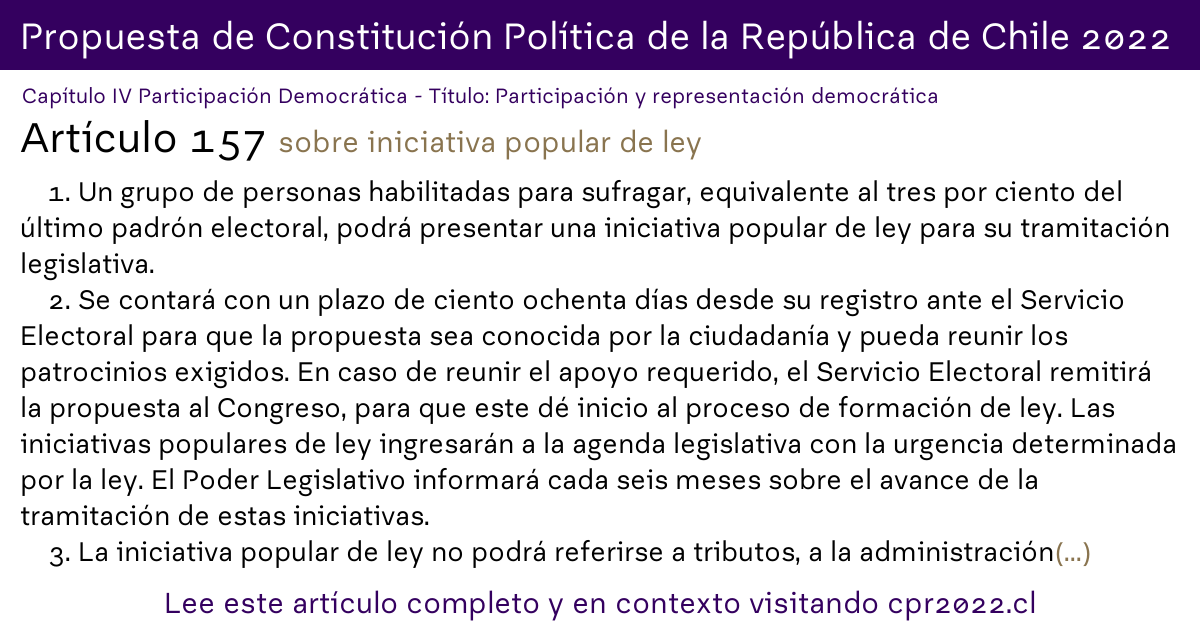 Propuesta de Constitución Política de la República de Chile 2022
Capítulo IV Participación Democrática - Título: Participación y representación democrática
Artículo 157 sobre iniciativa popular de ley
1. Un grupo de personas habilitadas para sufragar, equivalente al tres por ciento del
último padrón electoral, podrá presentar una iniciativa popular de ley para su tramitación
legislativa.
2. Se contará con un plazo de ciento ochenta días desde su registro ante el Servicio
Electoral para que la propuesta sea conocida por la ciudadanía y pueda reunir los
patrocinios exigidos. En caso de reunir el apoyo requerido, el Servicio Electoral remitirá
la propuesta al Congreso, para que este dé inicio al proceso de formación de ley. Las
iniciativas populares de ley ingresarán a la agenda legislativa con la urgencia determinada
por la ley. El Poder Legislativo informará cada seis meses sobre el avance de la
tramitación de estas iniciativas.
3. La iniciativa popular de ley no podrá referirse a tributos, a la administración(...)
Lee este artículo completo y en contexto visitando cpr2022.cl